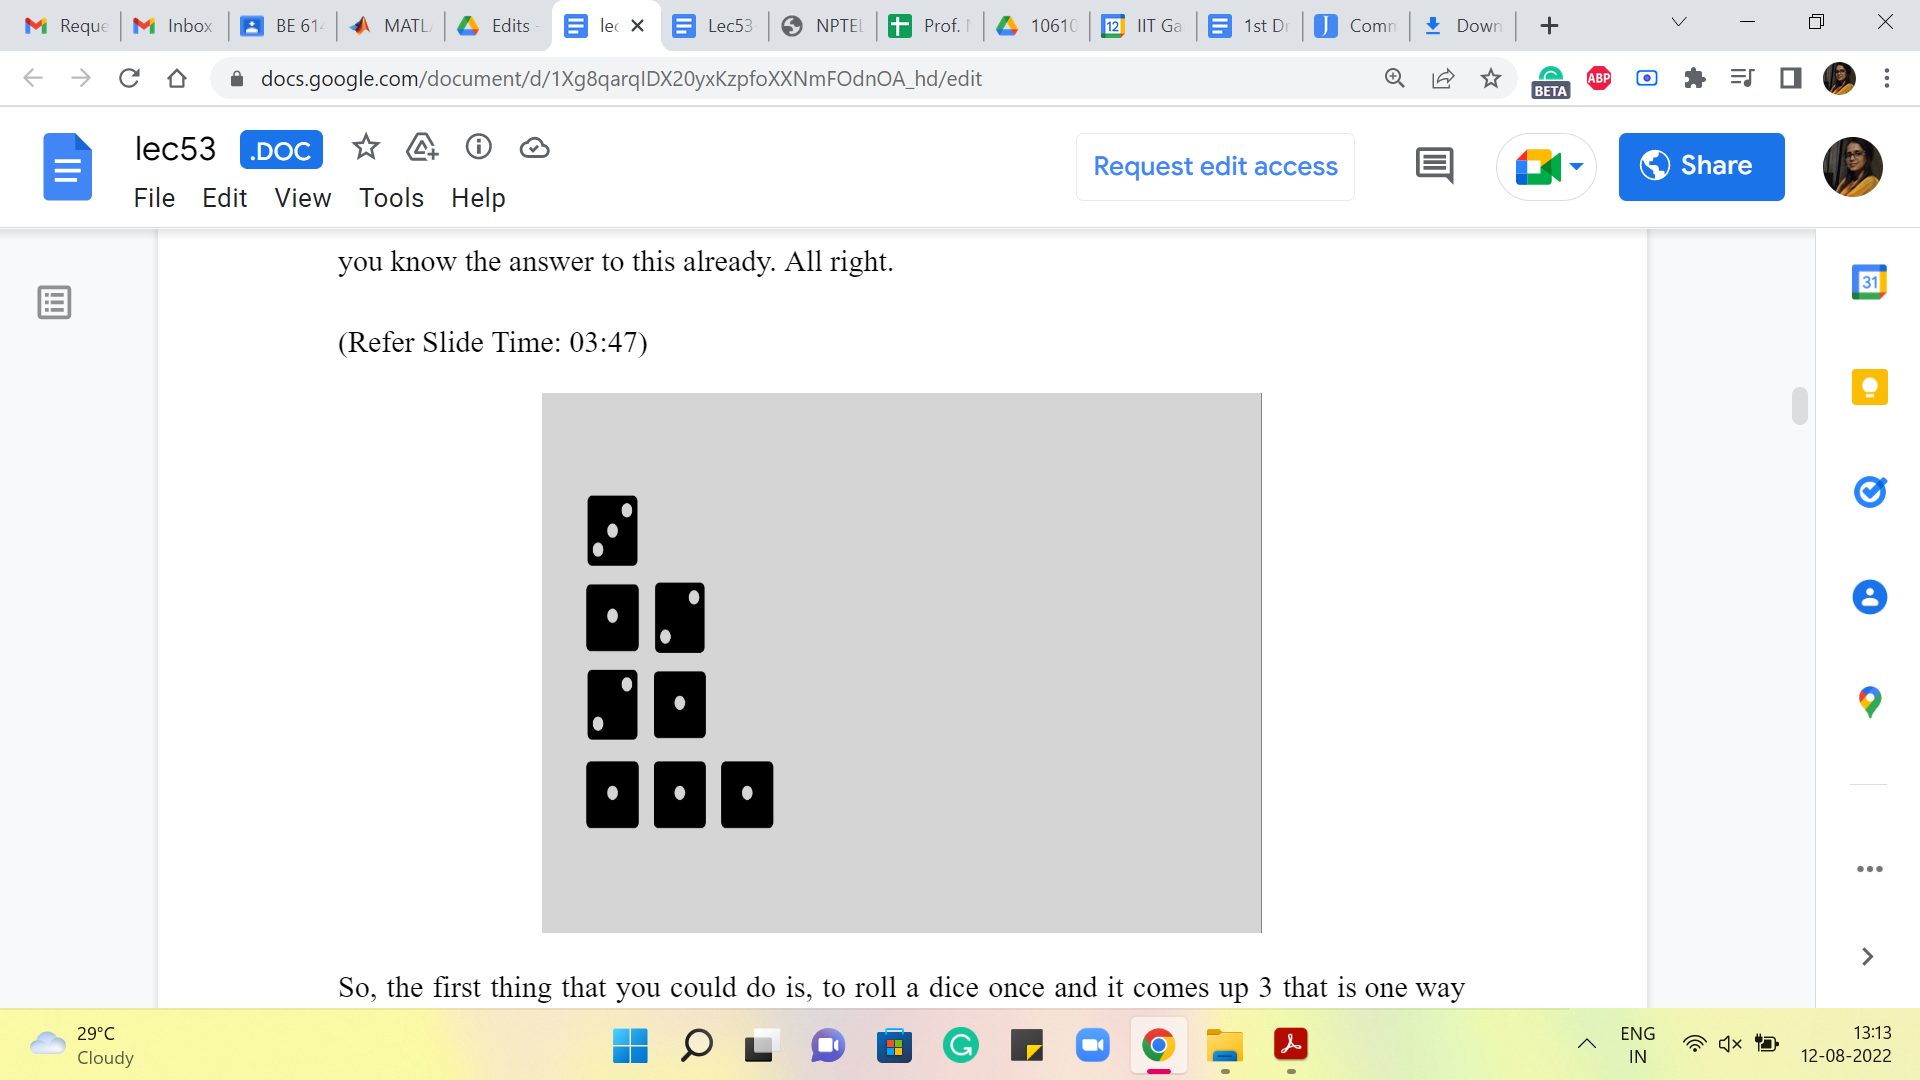 Reque
Inbox
BE 614
MATL
Edits -
lec
Lec53
NPTEL
Prof. N
10610
12
IIT Ga
1st Dr
Comm
Down
docs.google.com/document/d/1Xg8qarqIDX20yxKzpfoXXNmFOdnOA_hd/edit
BETA
ABP
lec53
.DOC
File Edit View Tools Help
Request edit access
Share
31
you know the answer to this already. All right.
(Refer Slide Time: 03:47)
So, the first thing that you could do is, to roll a dice once and it comes up 3 that is one way
29°C
Cloudy
ENG
IN
13:13
12-08-2022